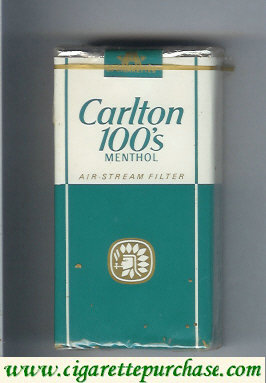 Carlton
100's
MENTHOL
AIR-STREAM FILTER
www.cigarettepurchase.com